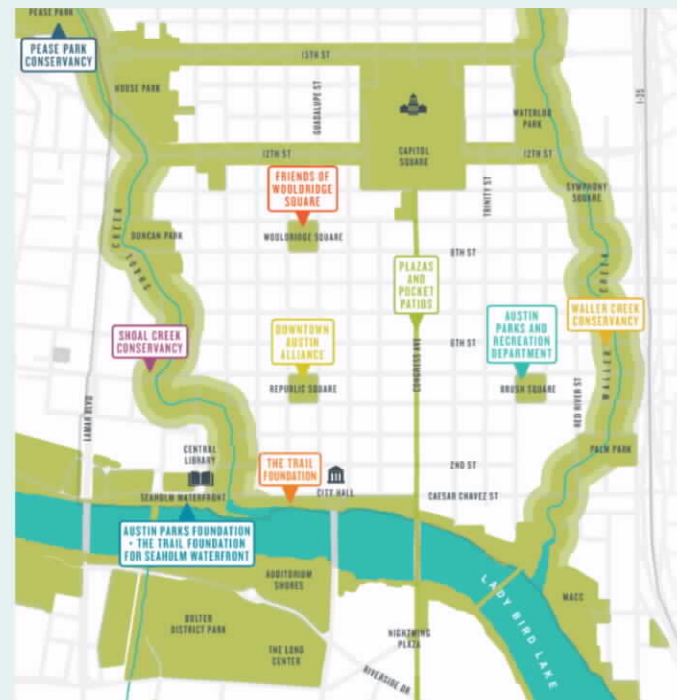 PEASE PARK
PEASE PARK
CONSERVANCY
15TH ST
HOUSE PARK
GUADALUPE ST
I-35
WATERLOO
PARK
CAPITOL
SQUARE
12TH ST
12TH ST
FRIENDS OF
WOOLDRIDGE
SQUARE
TRINITY ST
SYMPHONY
SQUARE
DUNCAN PARK
WOOLDRIDGE SQUARE
SHOAL CREEK
8TH ST
PLAZAS
AND
POCKET
PATIOS
WALLER CREEK
CONSERVANCY
AUSTIN
PARKS AND
RECREATION
DEPARTMENT
SHOAL CREEK
CONSERVANCY
DOWNTOWN
AUSTIN
ALLIANCE
6TH ST
CONGRESS AVE
WALLER CREEK
REPUBLIC SQUARE
BRUSH SQUARE
RED RIVER ST
LAMAR BLVD
PALM PARK
CENTRAL
LIBRARY
THE TRAIL
FOUNDATION
2ND ST
SEAHOLM WATERFRONT
CITY HALL
CAESAR CHAVEZ ST
AUSTIN PARKS FOUNDATION
+ THE TRAIL FOUNDATION
FOR SEAHOLM WATERFRONT
AUDITORIUM
SHORES
LADY BIRD LAKE
MACC
BUTLER
DISTRICT PARK
NIGHTWING
PLAZA
THE LONG
CENTER
RIVERSIDE DR